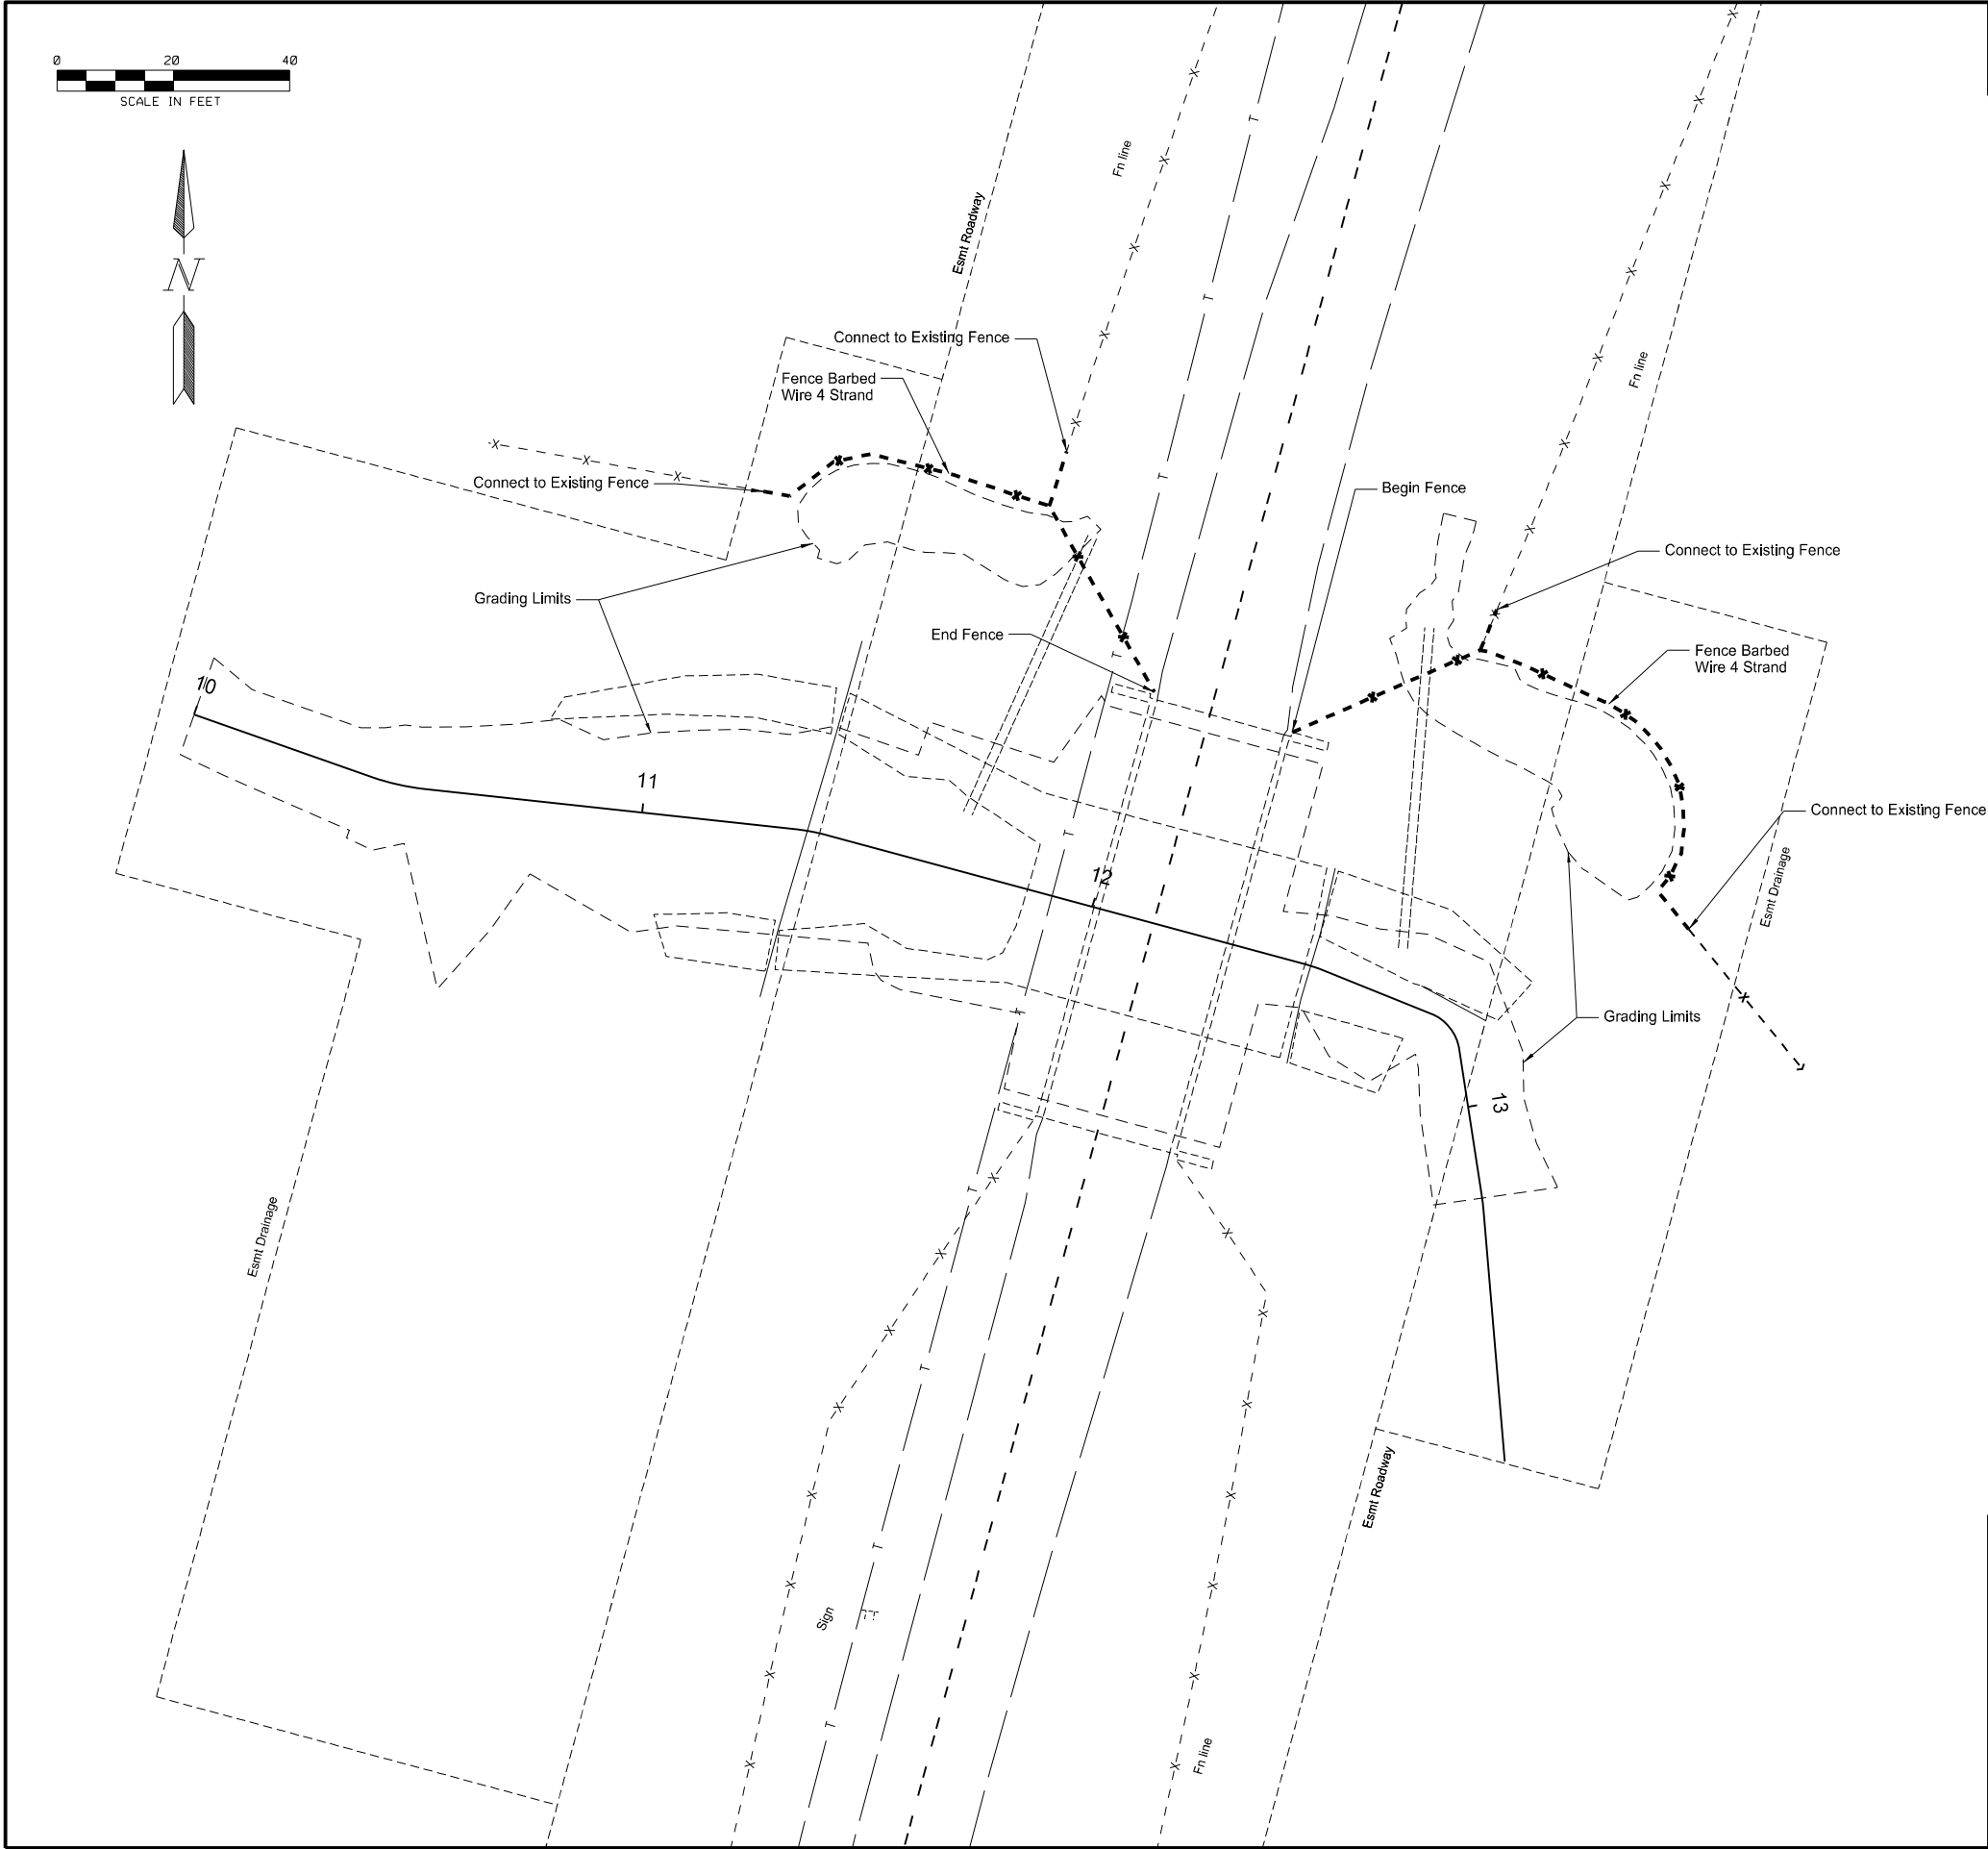 0 20 40
SCALE IN FEET
N
Fn line
Esmt Roadway
Connect to Existing Fence
Fence Barbed
Wire 4 Strand
Fn line
Connect to Existing Fence
Begin Fence
Connect to Existing Fence
Grading Limits
End Fence
Fence Barbed
Wire 4 Strand
10
11
Connect to Existing Fence
12
Esmt Drainage
Grading Limits
13
Esmt Drainage
Esmt Roadway
Sign
Fn line
X X X X X X
T T T T T T T T T T T